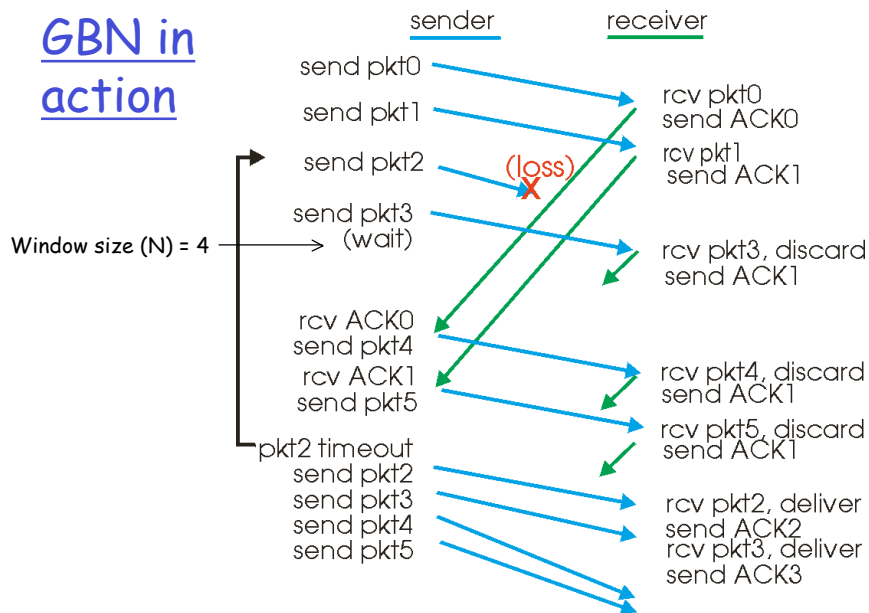 GBN in
action
sender
receiver
send pkt0
send pkt1
send pkt2
(loss)
X
send pkt3
(wait)
Window size (N) = 4
rcv ACK0
send pkt4
rcv ACK1
send pkt5
pkt2 timeout
send pkt2
send pkt3
send pkt4
send pkt5
rcv pkt0
send ACK0
rcv pkt1
send ACK1
rcv pkt3, discard
send ACK1
rcv pkt4, discard
send ACK1
rcv pkt5, discard
send ACK1
rcv pkt2, deliver
send ACK2
rcv pkt3, deliver
send ACK3